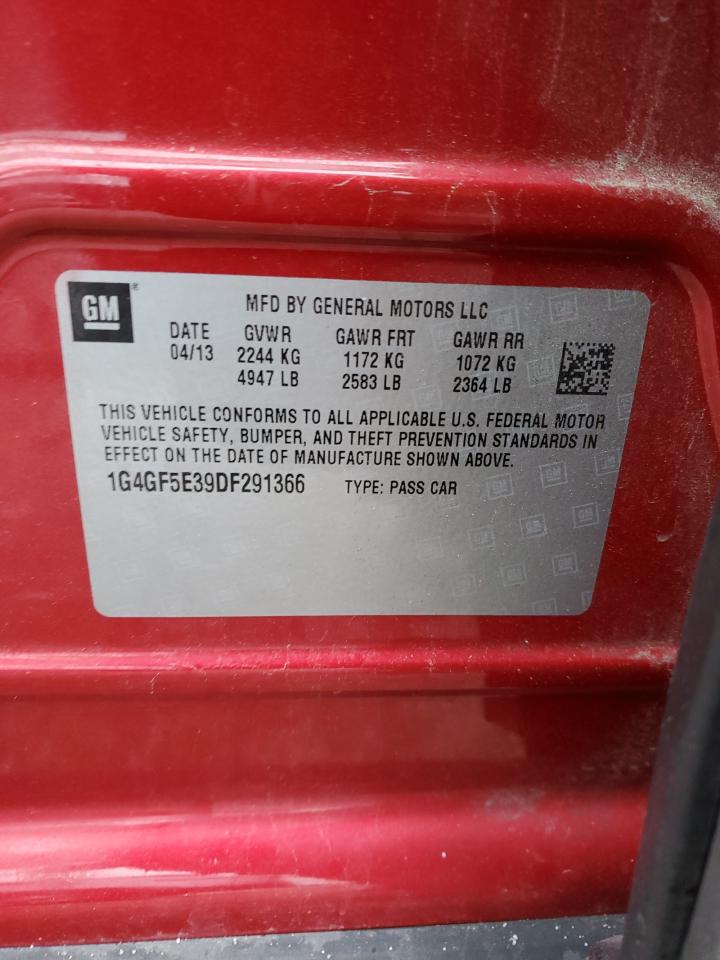 GM ®
MFD BY GENERAL MOTORS LLC
DATE GVWR GAWR FRT GAWR RR
04/13 2244 KG 1172 KG 1072 KG
4947 LB 2583 LB 2364 LB
THIS VEHICLE CONFORMS TO ALL APPLICABLE U.S. FEDERAL MOTOR
VEHICLE SAFETY, BUMPER, AND THEFT PREVENTION STANDARDS IN
EFFECT ON THE DATE OF MANUFACTURE SHOWN ABOVE.
1G4GF5E39DF291366 TYPE: PASS CAR